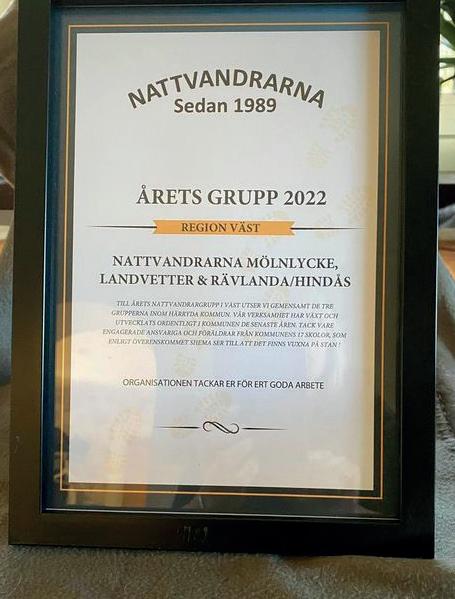 NATTVANDRARNA
Sedan 1989
ÅRETS GRUPP 2022
REGION VÄST
NATTVANDRARNA MÖLNLYCKE,
LANDVETTER & RÄVLANDA/HINDÅS
TILL ÅRETS NATTVANDRARGRUPP I VÄST UTSER VI GEMENSAMT DE TRE
GRUPPERNA INOM HÄRRYDA KOMMUN. VÅR VERKSAMHET HAR VÄXT OCH
UTVECKLATS ORDENTLIGT I KOMMUNEN DE SENASTE ÅREN. TACK VARE
ENGAGERADE ANSVARIGA OCH FÖRÄLDRAR FRÅN KOMMUNENS 17 SKOLOR, SOM
ENLIGT ÖVERENSKOMMET SHEMA SER TILL ATT DET FINNS VUXNA PÅ STAN !
ORGANISATIONEN TACKAR ER FÖR ERT GODA ARBETE